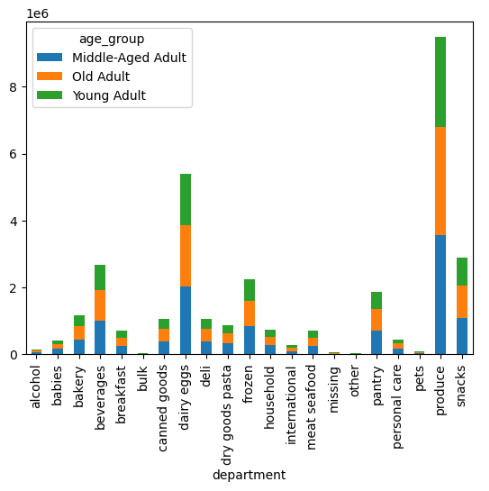 1e6
age_group
Middle-Aged Adult
Old Adult
Young Adult
8
6
4
2
0
alcohol
babies
bakery
beverages
breakfast
bulk
canned goods
dairy eggs
deli
dry goods pasta
frozen
household
international
meat seafood
missing
other
pantry
personal care
pets
produce
snacks
department